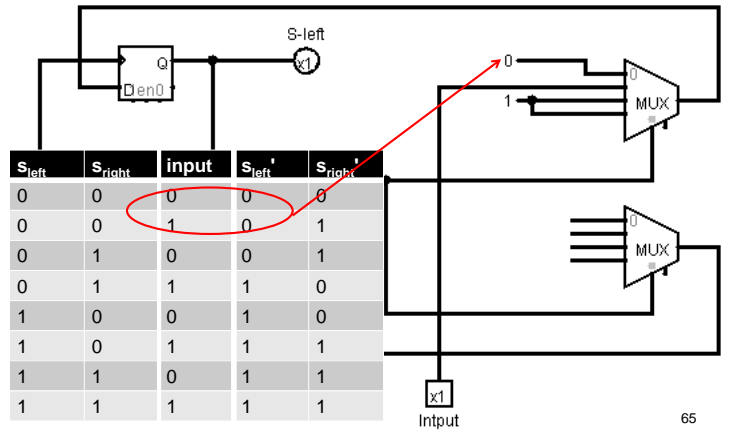 S-left
x1
Q
D en0
0
0
1
MUX
s_left s_right input s_left' s_right'
0 0 0 0 0
0 0 1 0 1
0 1 0 0 1
0 1 1 1 1
1 0 0 1 0
1 0 1 1 1
1 1 0 1 1
1 1 1 1 1
0
MUX
x1
Intput
65